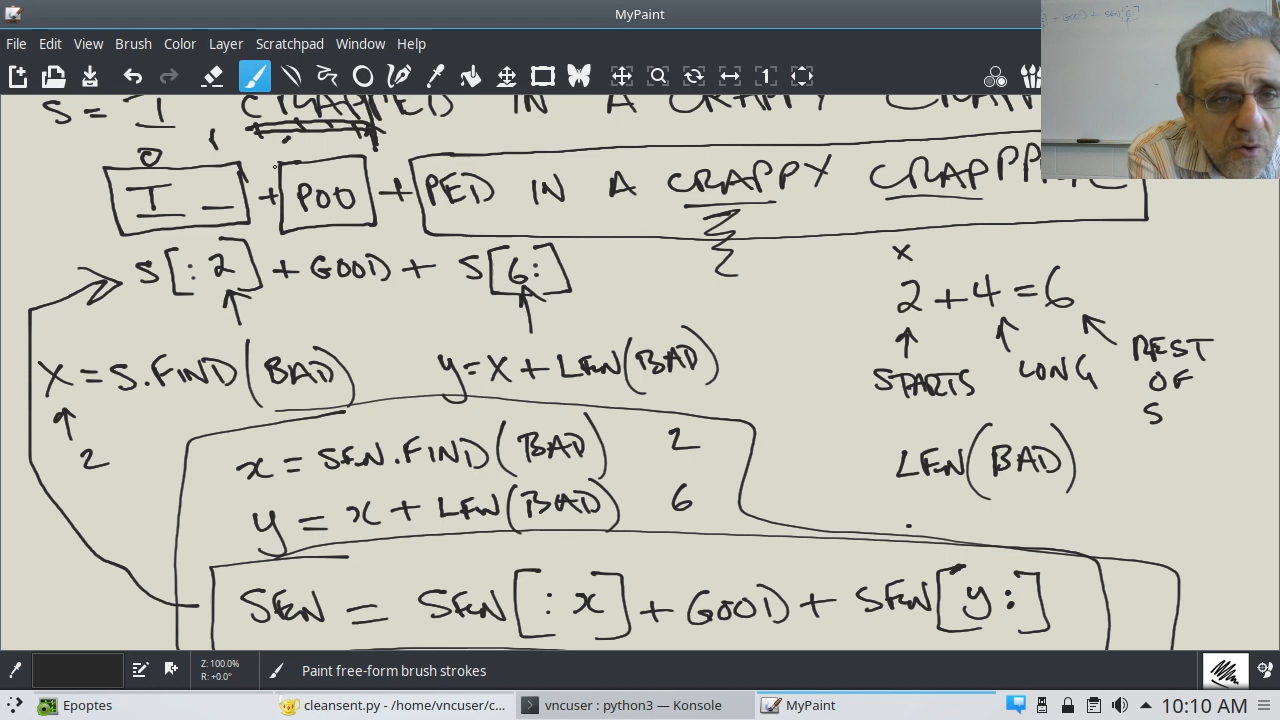 MyPaint
File Edit View Brush Color Layer Scratchpad Window Help
S = I CRAPPED IN A CRAPPY
0 1
I _ + POO + PED IN A CRAPPY CRAPPP
S[:2] + GOOD + S[6:]
x
2 + 4 = 6
STARTS LONG REST OF S
X = S.FIND(BAD) y = X + LEN(BAD)
2
x = SEN.FIND(BAD) 2
LEN(BAD)
y = x + LEN(BAD) 6
SEN = SEN[:x] + GOOD + SEN[y:]
Z: 100.0%
R: +0.0°
Paint free-form brush strokes
Epoptes
cleansent.py - /home/vncuser/c...
vncuser : python3 — Konsole
MyPaint
10:10 AM